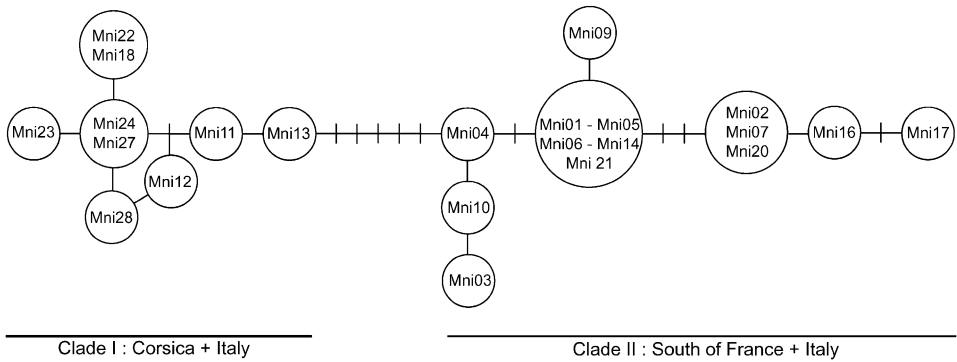 Mni22
Mni18
Mni09
Mni23
Mni24
Mni27
Mni11
Mni13
Mni04
Mni01 - Mni05
Mni06 - Mni14
Mni 21
Mni02
Mni07
Mni20
Mni16
Mni17
Mni12
Mni28
Mni10
Mni03
Clade I : Corsica + Italy
Clade II : South of France + Italy